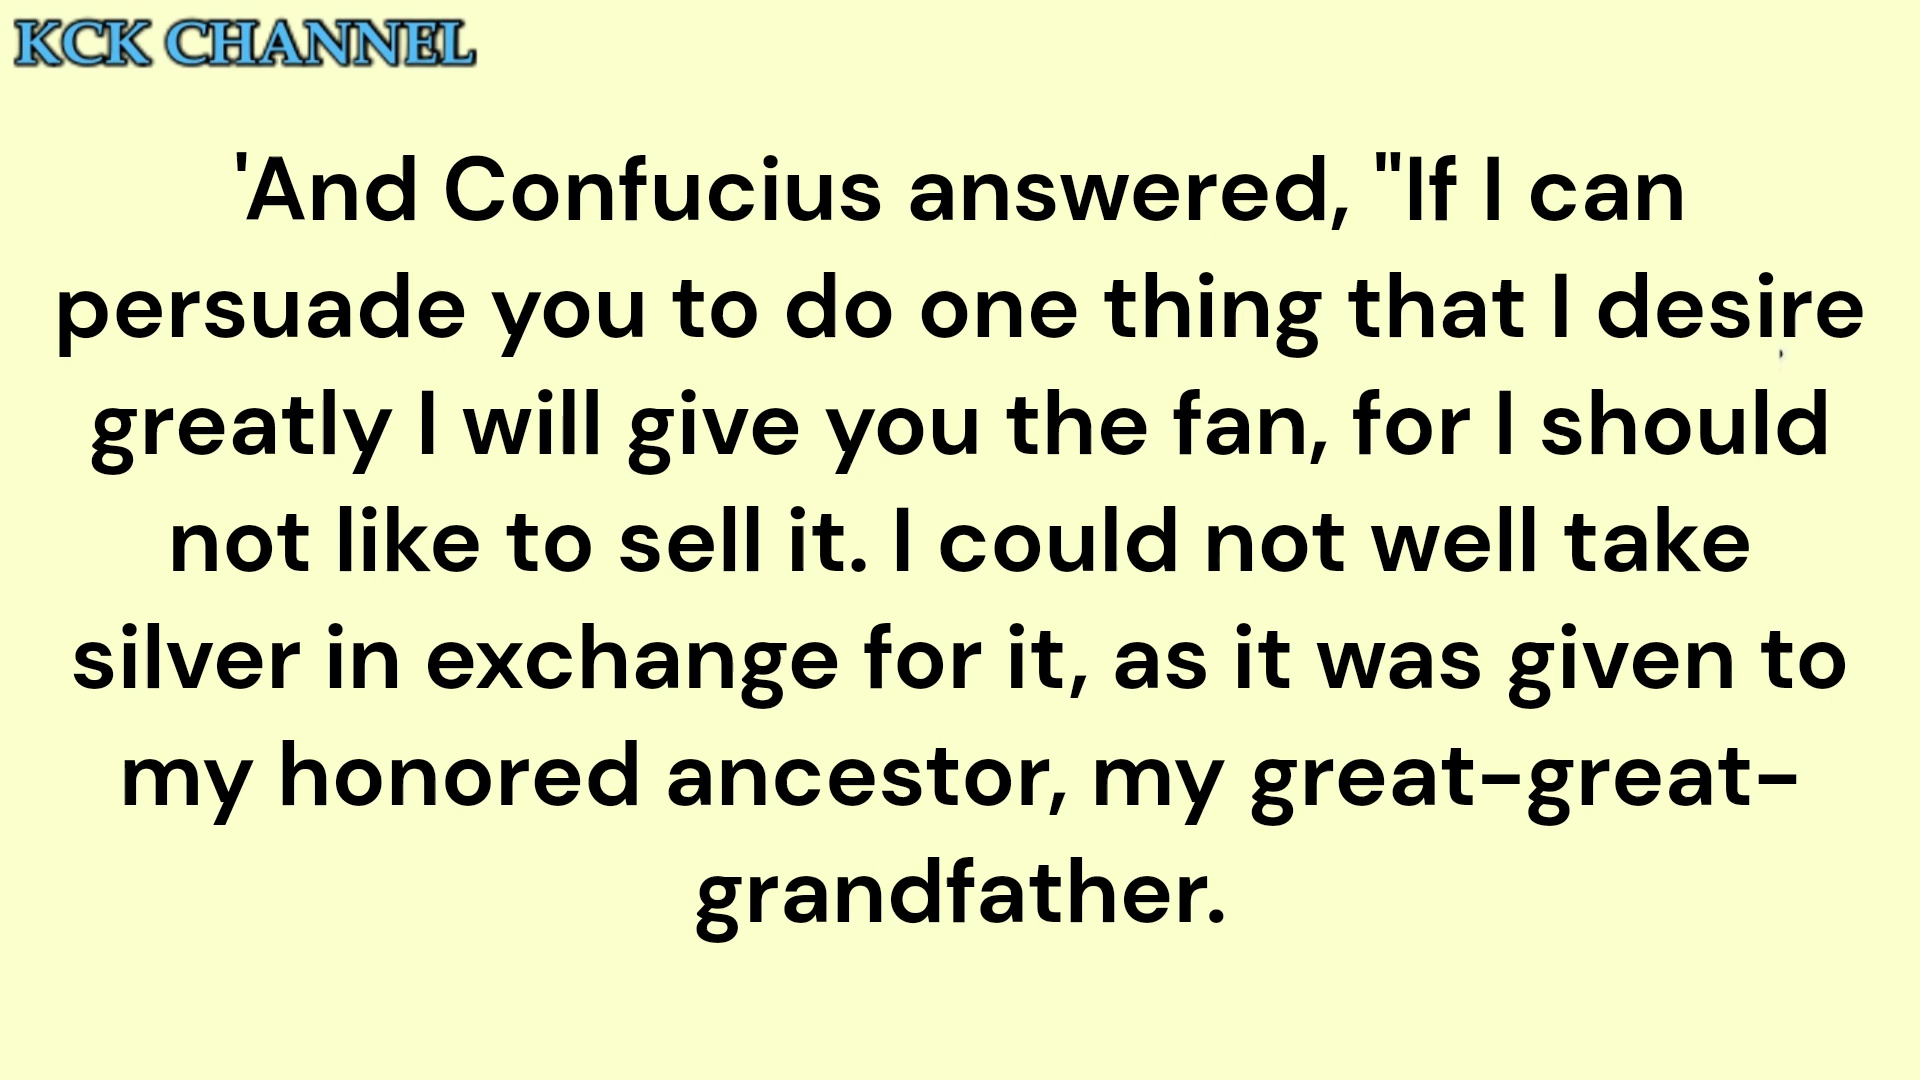 KCK CHANNEL
'And Confucius answered, "If I can
persuade you to do one thing that I desire
greatly I will give you the fan, for I should
not like to sell it. I could not well take
silver in exchange for it, as it was given to
my honored ancestor, my great-great-
grandfather.